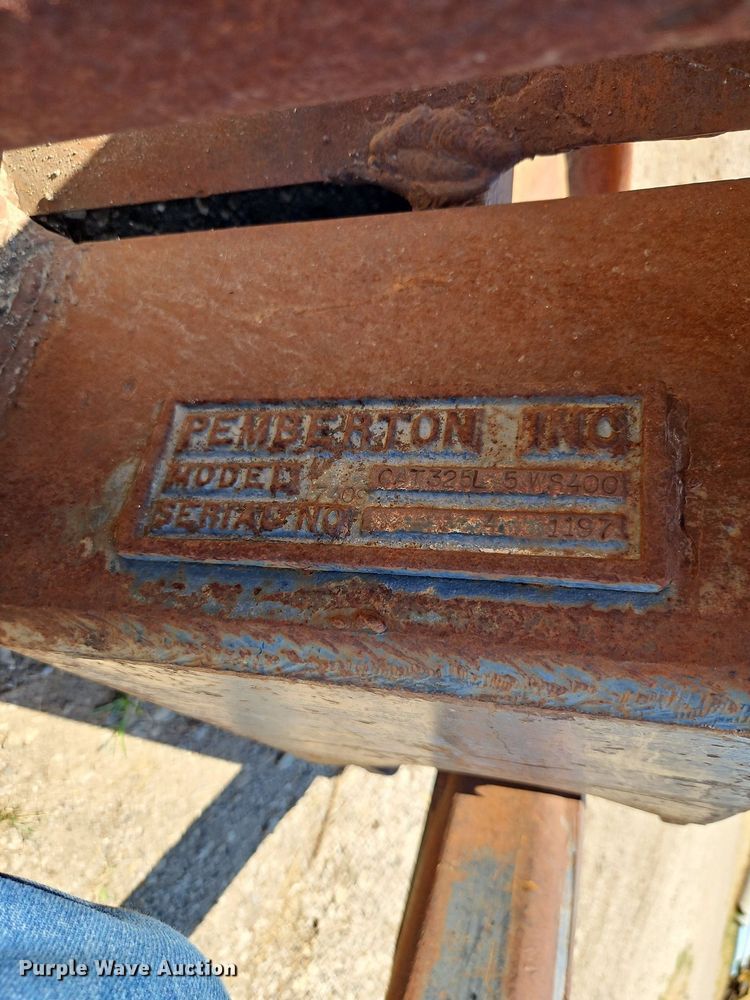 PEMBERTON INC
MODEL CAT325L 5 WS400
SERIAL NO 1197
Purple Wave Auction